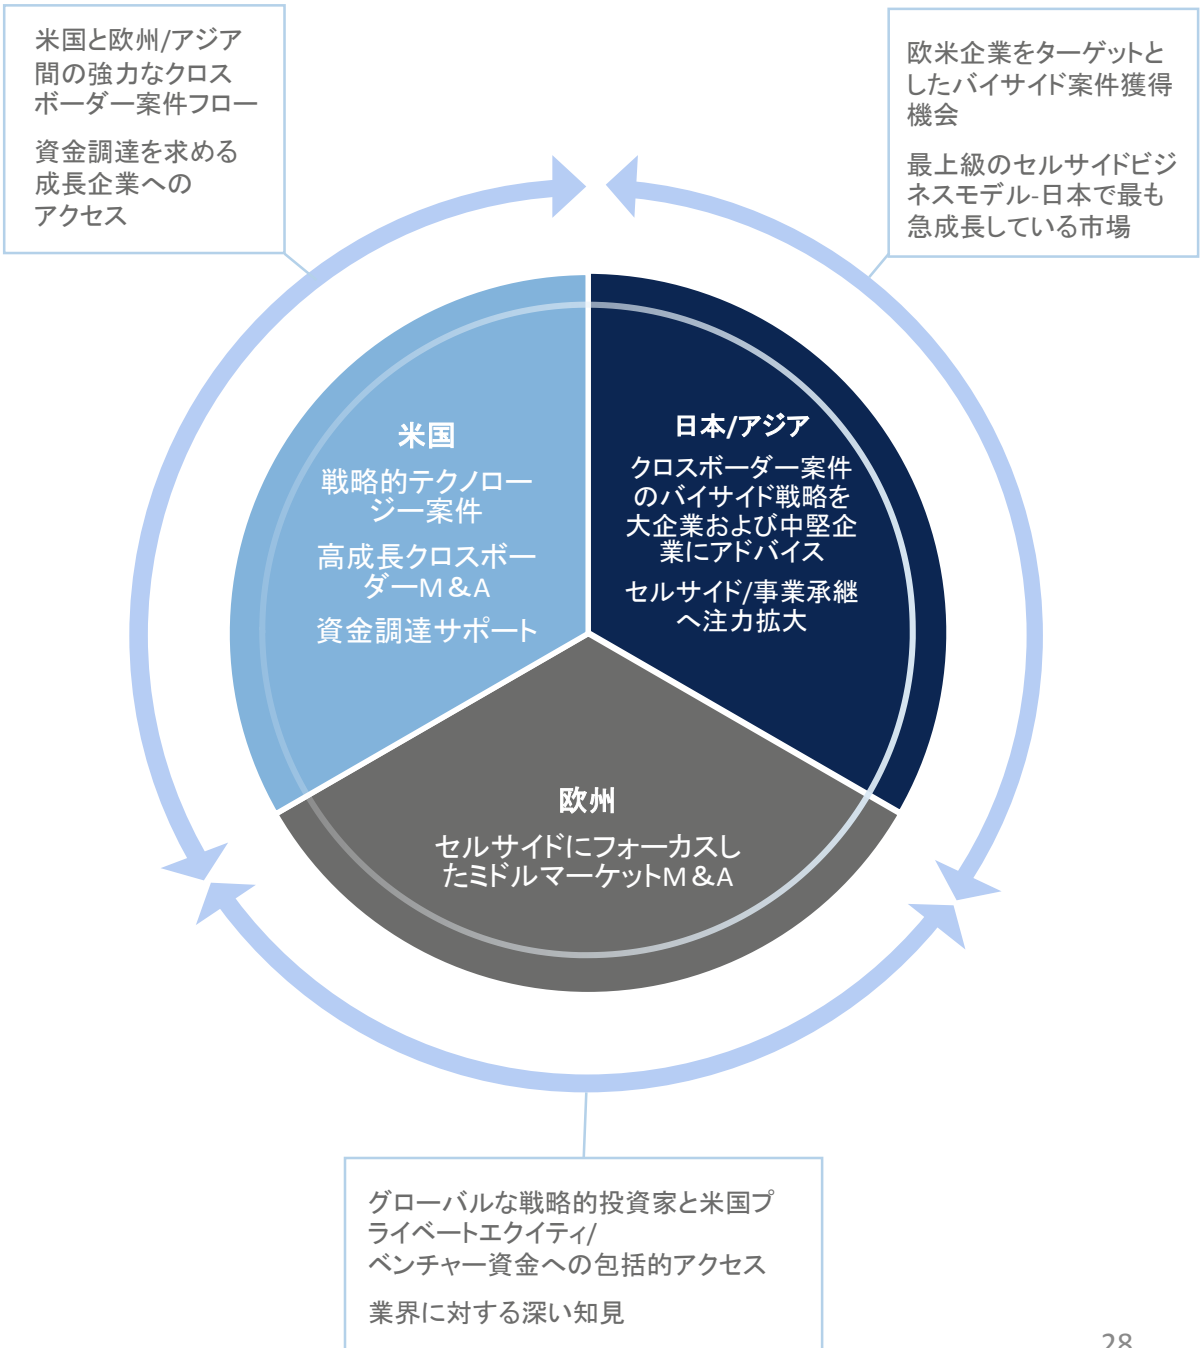 米国と欧州/アジア
間の強力なクロス
ボーダー案件フロー
資金調達を求める
成長企業への
アクセス
欧米企業をターゲットと
したバイサイド案件獲得
機会
最上級のセルサイドビジ
ネスモデル-日本で最も
急成長している市場
米国
戦略的テクノロー
ジー案件
高成長クロスボー
ダーM&A
資金調達サポート
日本/アジア
クロスボーダー案件
のバイサイド戦略を
大企業および中堅企
業にアドバイス
セルサイド/事業承継
へ注力拡大
欧州
セルサイドにフォーカスし
たミドルマーケットM&A
グローバルな戦略的投資家と米国プ
ライベートエクイティ/
ベンチャー資金への包括的アクセス
業界に対する深い知見
28